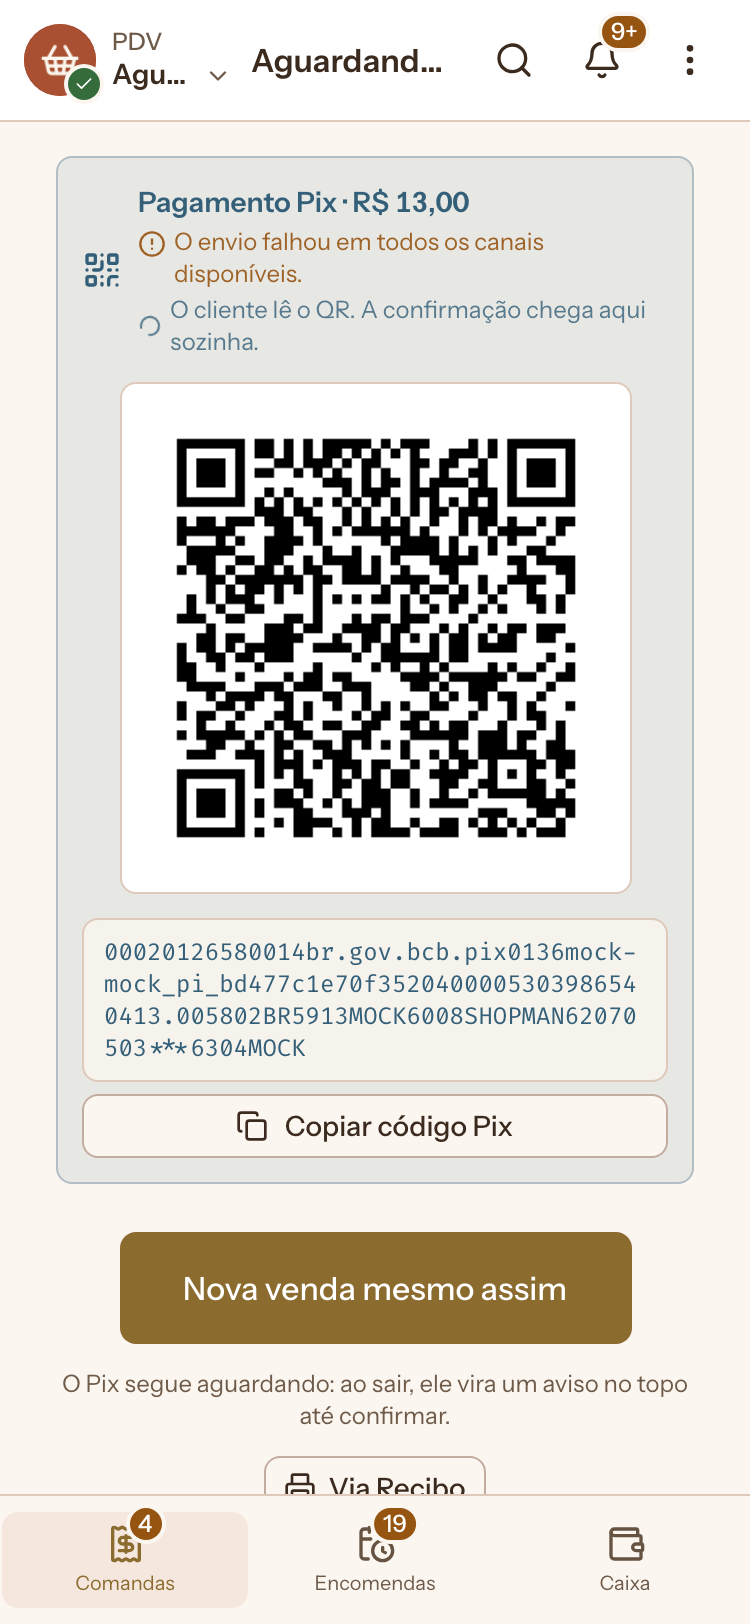 PDV
Agu...
Aguardand...
9+
Pagamento Pix · R$ 13,00
O envio falhou em todos os canais
disponíveis.
O cliente lê o QR. A confirmação chega aqui
sozinha.
00020126580014br.gov.bcb.pix0136mock-
mock_pi_bd477c1e70f352040000530398654
0413.005802BR5913MOCK6008SHOPMAN62070
503***6304MOCK
Copiar código Pix
Nova venda mesmo assim
O Pix segue aguardando: ao sair, ele vira um aviso no topo
até confirmar.
Via Recibo
4
Comandas
19
Encomendas
Caixa